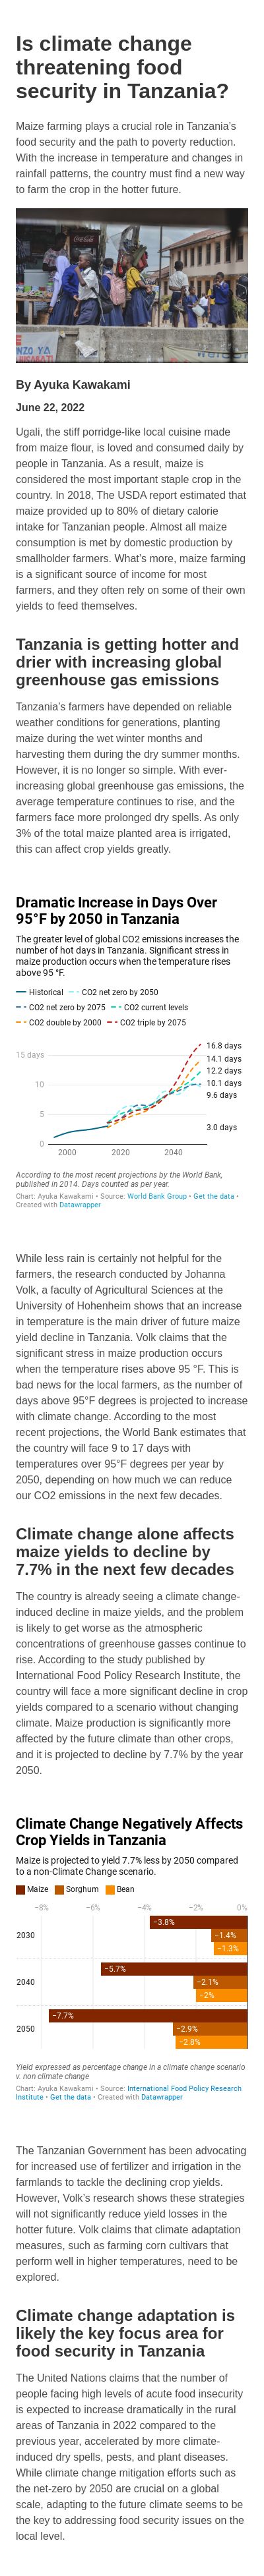 Is climate change
threatening food
security in Tanzania?
Maize farming plays a crucial role in Tanzania's
food security and the path to poverty reduction.
With the increase in temperature and changes in
rainfall patterns, the country must find a new way
to farm the crop in the hotter future.
NZO YA
By Ayuka Kawakami
June 22, 2022
Ugali, the stiff porridge-like local cuisine made
from maize flour, is loved and consumed daily by
people in Tanzania. As a result, maize is
considered the most important staple crop in the
country. In 2018, The USDA report estimated that
maize provided up to 80% of dietary calorie
intake for Tanzanian people. Almost all maize
consumption is met by domestic production by
smallholder farmers. What's more, maize farming
is a significant source of income for most
farmers, and they often rely on some of their own
yields to feed themselves.
Tanzania is getting hotter and
drier with increasing global
greenhouse gas emissions
Tanzania's farmers have depended on reliable
weather conditions for generations, planting
maize during the wet winter months and
harvesting them during the dry summer months.
However, it is no longer so simple. With ever-
increasing global greenhouse gas emissions, the
average temperature continues to rise, and the
farmers face more prolonged dry spells. As only
3% of the total maize planted area is irrigated,
this can affect crop yields greatly.
Dramatic Increase in Days Over
95°F by 2050 in Tanzania
The greater level of global CO2 emissions increases the
number of hot days in Tanzania. Significant stress in
maize production occurs when the temperature rises
above 95 °F.
Historical CO2 net zero by 2050
CO2 net zero by 2075 CO2 current levels
CO2 double by 2000 CO2 triple by 2075
16.8 days
15 days
14.1 days
12.2 days
10
10.1 days
9.6 days
5
3.0 days
0
2000 2020 2040
According to the most recent projections by the World Bank,
published in 2014. Days counted as per year.
Chart: Ayuka Kawakami • Source: World Bank Group • Get the data •
Created with Datawrapper
While less rain is certainly not helpful for the
farmers, the research conducted by Johanna
Volk, a faculty of Agricultural Sciences at the
University of Hohenheim shows that an increase
in temperature is the main driver of future maize
yield decline in Tanzania. Volk claims that the
significant stress in maize production occurs
when the temperature rises above 95 °F. This is
bad news for the local farmers, as the number of
days above 95°F degrees is projected to increase
with climate change. According to the most
recent projections, the World Bank estimates that
the country will face 9 to 17 days with
temperatures over 95°F degrees per year by
2050, depending on how much we can reduce
our CO2 emissions in the next few decades.
Climate change alone affects
maize yields to decline by
7.7% in the next few decades
The country is already seeing a climate change-
induced decline in maize yields, and the problem
is likely to get worse as the atmospheric
concentrations of greenhouse gasses continue to
rise. According to the study published by
International Food Policy Research Institute, the
country will face a more significant decline in crop
yields compared to a scenario without changing
climate. Maize production is significantly more
affected by the future climate than other crops,
and it is projected to decline by 7.7% by the year
2050.
Climate Change Negatively Affects
Crop Yields in Tanzania
Maize is projected to yield 7.7% less by 2050 compared
to a non-Climate Change scenario.
Maize Sorghum Bean
−8% −6% −4% −2% 0%
−3.8%
2030 −1.4%
−1.3%
−5.7%
2040 −2.1%
−2%
−7.7%
2050 −2.9%
−2.8%
Yield expressed as percentage change in a climate change scenario
v. non climate change
Chart: Ayuka Kawakami • Source: International Food Policy Research
Institute • Get the data • Created with Datawrapper
The Tanzanian Government has been advocating
for increased use of fertilizer and irrigation in the
farmlands to tackle the declining crop yields.
However, Volk's research shows these strategies
will not significantly reduce yield losses in the
hotter future. Volk claims that climate adaptation
measures, such as farming corn cultivars that
perform well in higher temperatures, need to be
explored.
Climate change adaptation is
likely the key focus area for
food security in Tanzania
The United Nations claims that the number of
people facing high levels of acute food insecurity
is expected to increase dramatically in the rural
areas of Tanzania in 2022 compared to the
previous year, accelerated by more climate-
induced dry spells, pests, and plant diseases.
While climate change mitigation efforts such as
the net-zero by 2050 are crucial on a global
scale, adapting to the future climate seems to be
the key to addressing food security issues on the
local level.